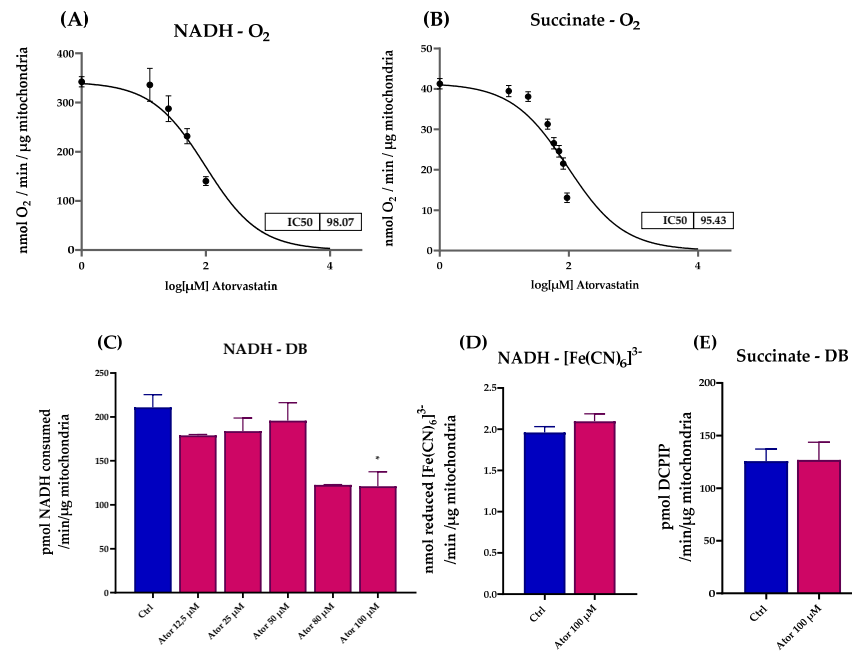 (A)
NADH - O₂
nmol O₂ / min / µg mitochondria
400
300
200
100
0
0
2
4
IC50 98.07
log[µM] Atorvastatin
(B)
Succinate - O₂
nmol O₂ / min / µg mitochondria
50
40
30
20
10
0
0
2
4
IC50 95.43
log[µM] Atorvastatin
(C)
NADH - DB
pmol NADH consumed
/min/µg mitochondria
250
200
150
100
50
0
*
Ctrl
Ator 12,5 µM
Ator 25 µM
Ator 50 µM
Ator 80 µM
Ator 100 µM
(D)
NADH - [Fe(CN)₆]³⁻
nmol reduced [Fe(CN)₆]³⁻
/min /µg mitochondria
2.5
2.0
1.5
1.0
0.5
0.0
Ctrl
Ator 100 µM
(E)
Succinate - DB
pmol DCPIP
/min/µg mitochondria
200
150
100
50
0
Ctrl
Ator 100 µM